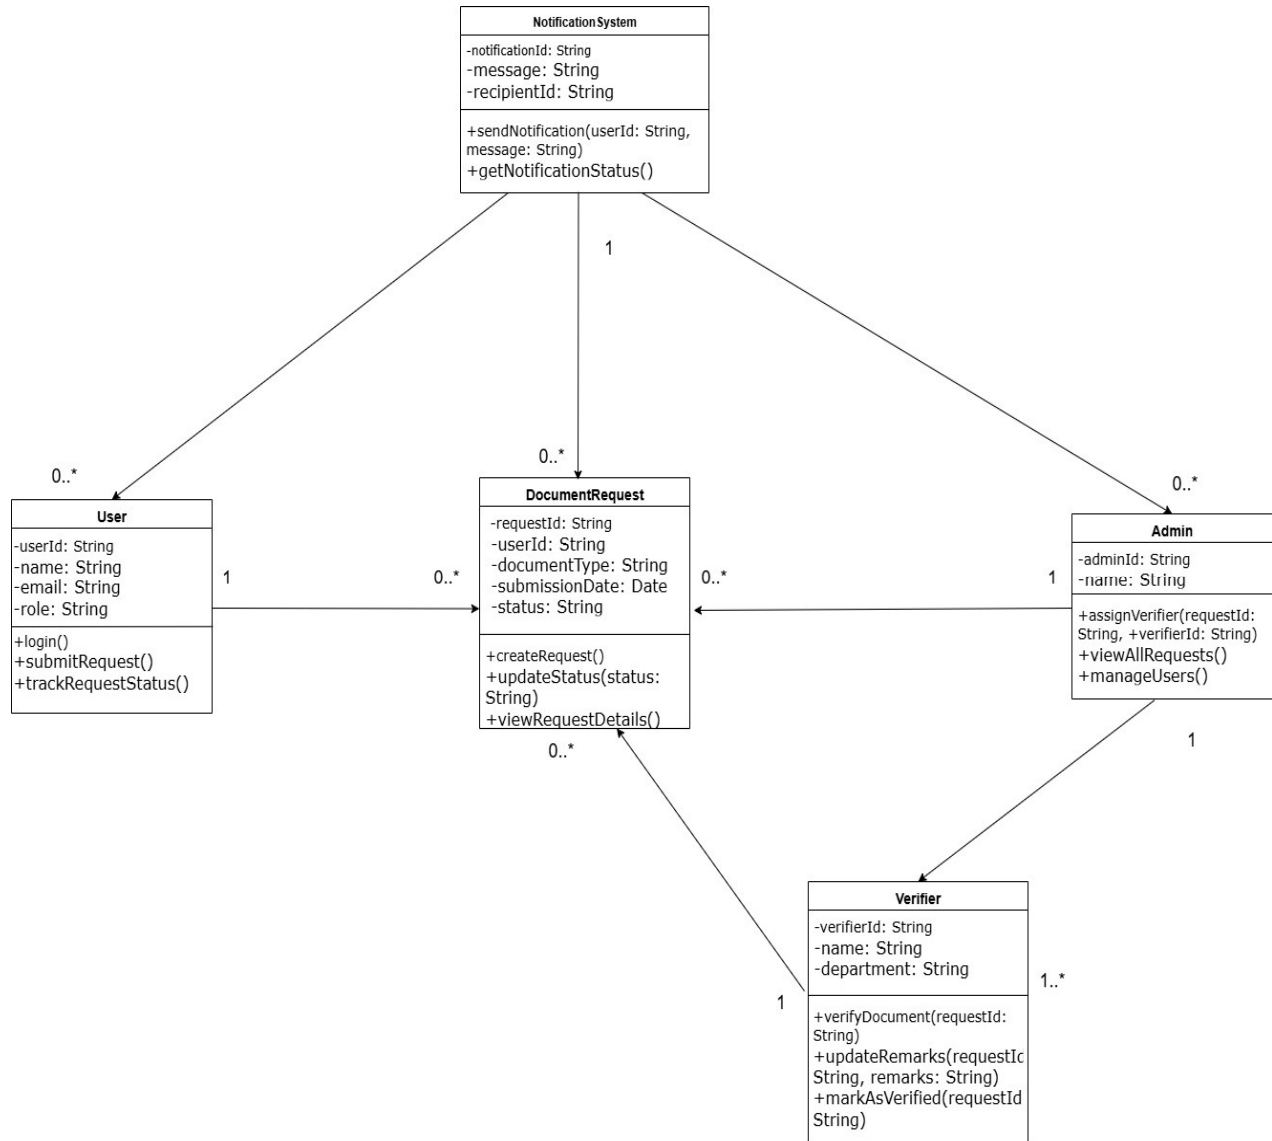 NotificationSystem
-notificationId: String
-message: String
-recipientId: String
+sendNotification(userId: String,
message: String)
+getNotificationStatus()
1
0..*
0..*
0..*
User
-userId: String
-name: String
-email: String
-role: String
+login()
+submitRequest()
+trackRequestStatus()
1
0..*
DocumentRequest
-requestId: String
-userId: String
-documentType: String
-submissionDate: Date
-status: String
+createRequest()
+updateStatus(status:
String)
+viewRequestDetails()
0..*
0..*
1
Admin
-adminId: String
-name: String
+assignVerifier(requestId:
String, +verifierId: String)
+viewAllRequests()
+manageUsers()
1
Verifier
-verifierId: String
-name: String
-department: String
1..*
1
+verifyDocument(requestId:
String)
+updateRemarks(requestId
String, remarks: String)
+markAsVerified(requestId
String)